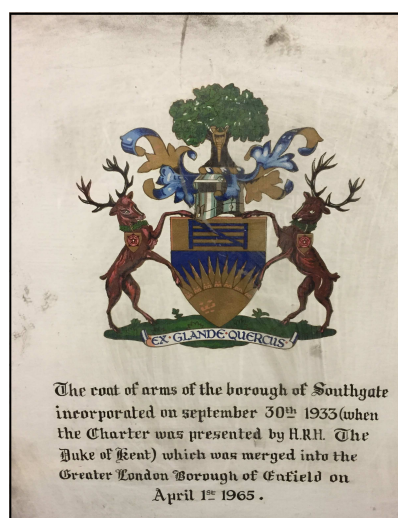 EX·GLANDE·QUERCUS·
The coat of arms of the borough of Southgate
incorporated on september 30th 1933 (when
the Charter was presented by H.R.H. The
Duke of Kent) which was merged into the
Greater London Borough of Enfield on
April 1st 1965.